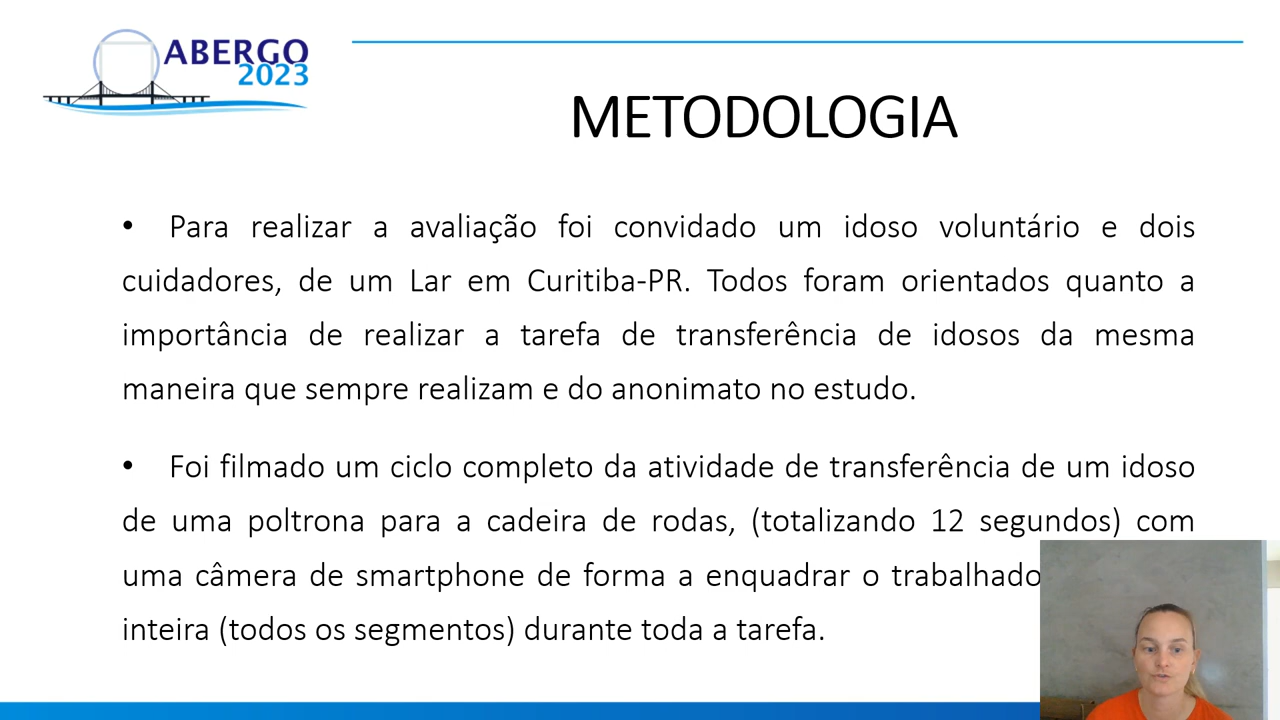 ABERGO
2023
METODOLOGIA
• Para realizar a avaliação foi convidado um idoso voluntário e dois
cuidadores, de um Lar em Curitiba-PR. Todos foram orientados quanto a
importância de realizar a tarefa de transferência de idosos da mesma
maneira que sempre realizam e do anonimato no estudo.
• Foi filmado um ciclo completo da atividade de transferência de um idoso
de uma poltrona para a cadeira de rodas, (totalizando 12 segundos) com
uma câmera de smartphone de forma a enquadrar o
inteira (todos os segmentos) durante toda a tarefa.